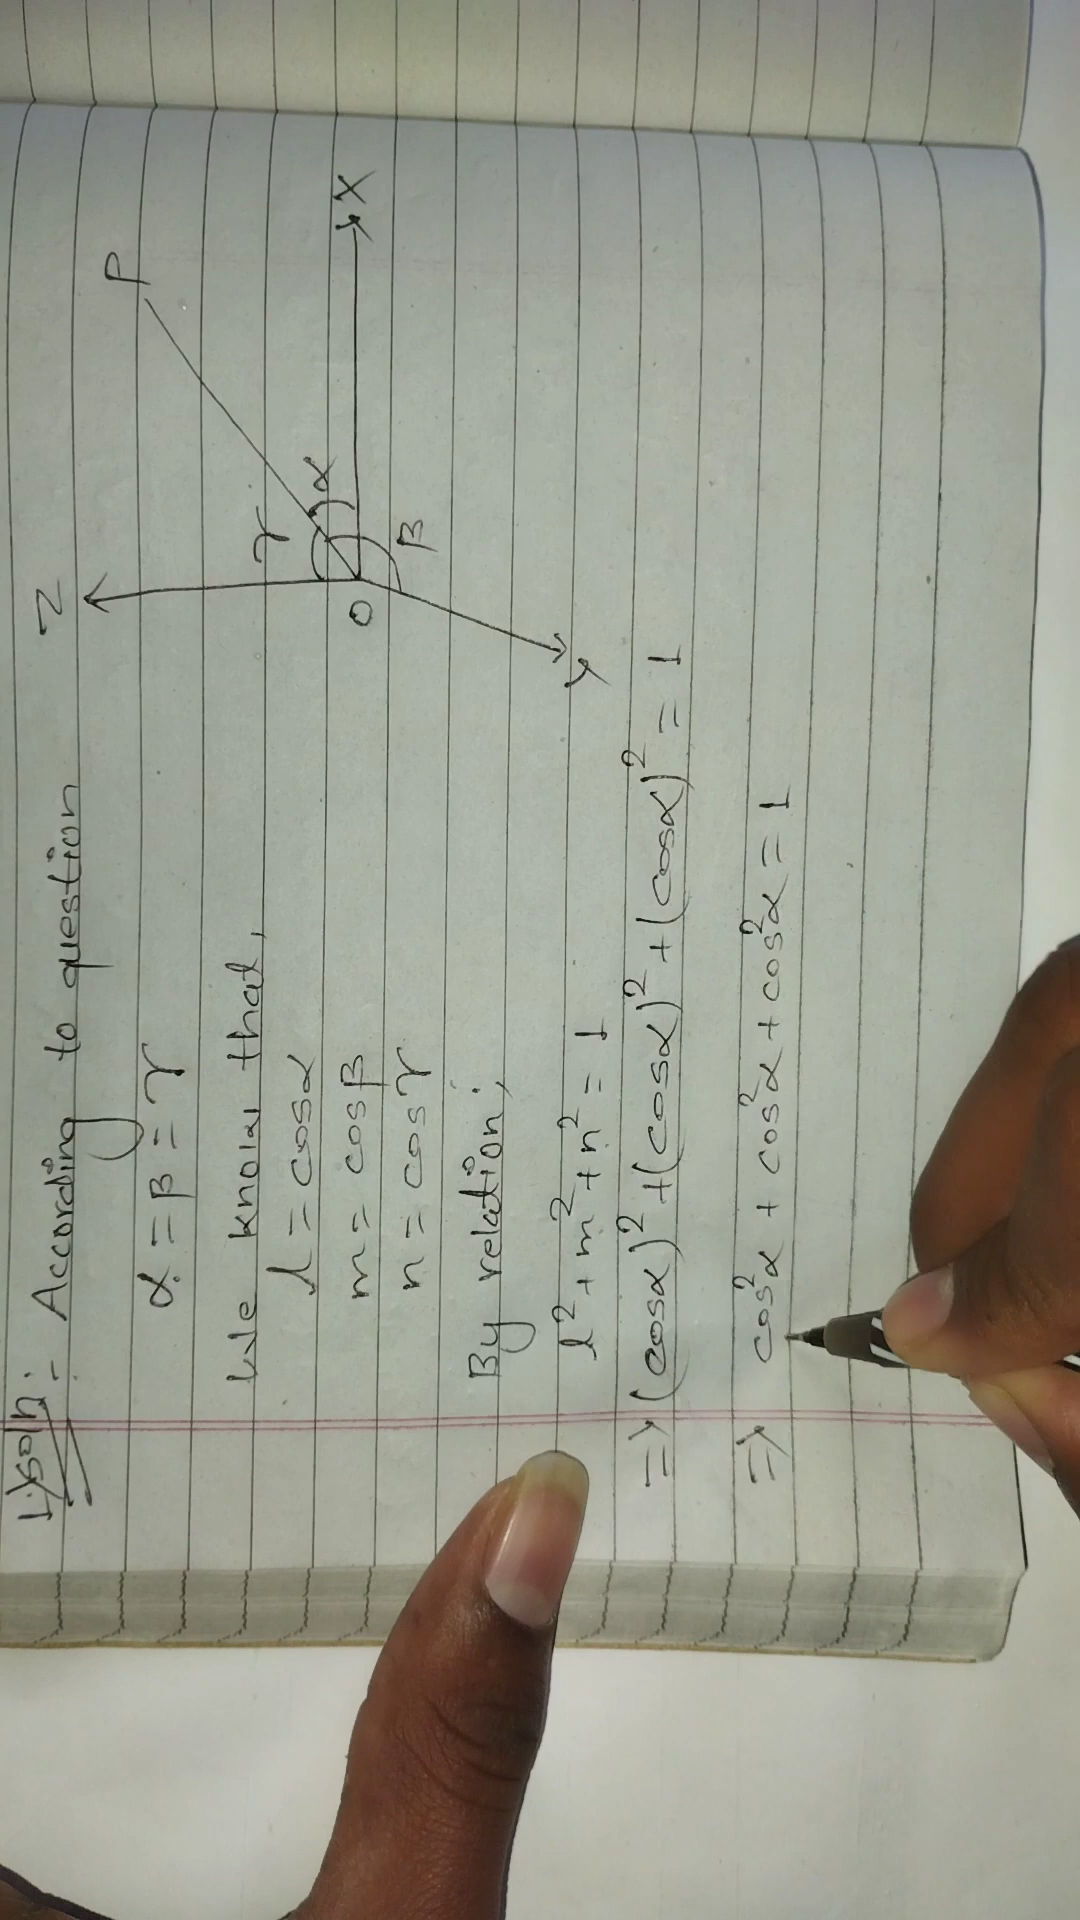 1.) Soln:- According to question
α = β = γ
We know that,
l = cosα
m = cosβ
n = cosγ
By relation;
l² + m² + n² = 1
=> (cosα)² + (cosα)² + (cosα)² = 1
=> cos²α + cos²α + cos²α = 1
Z
P
γ
α
X
O
β
Y